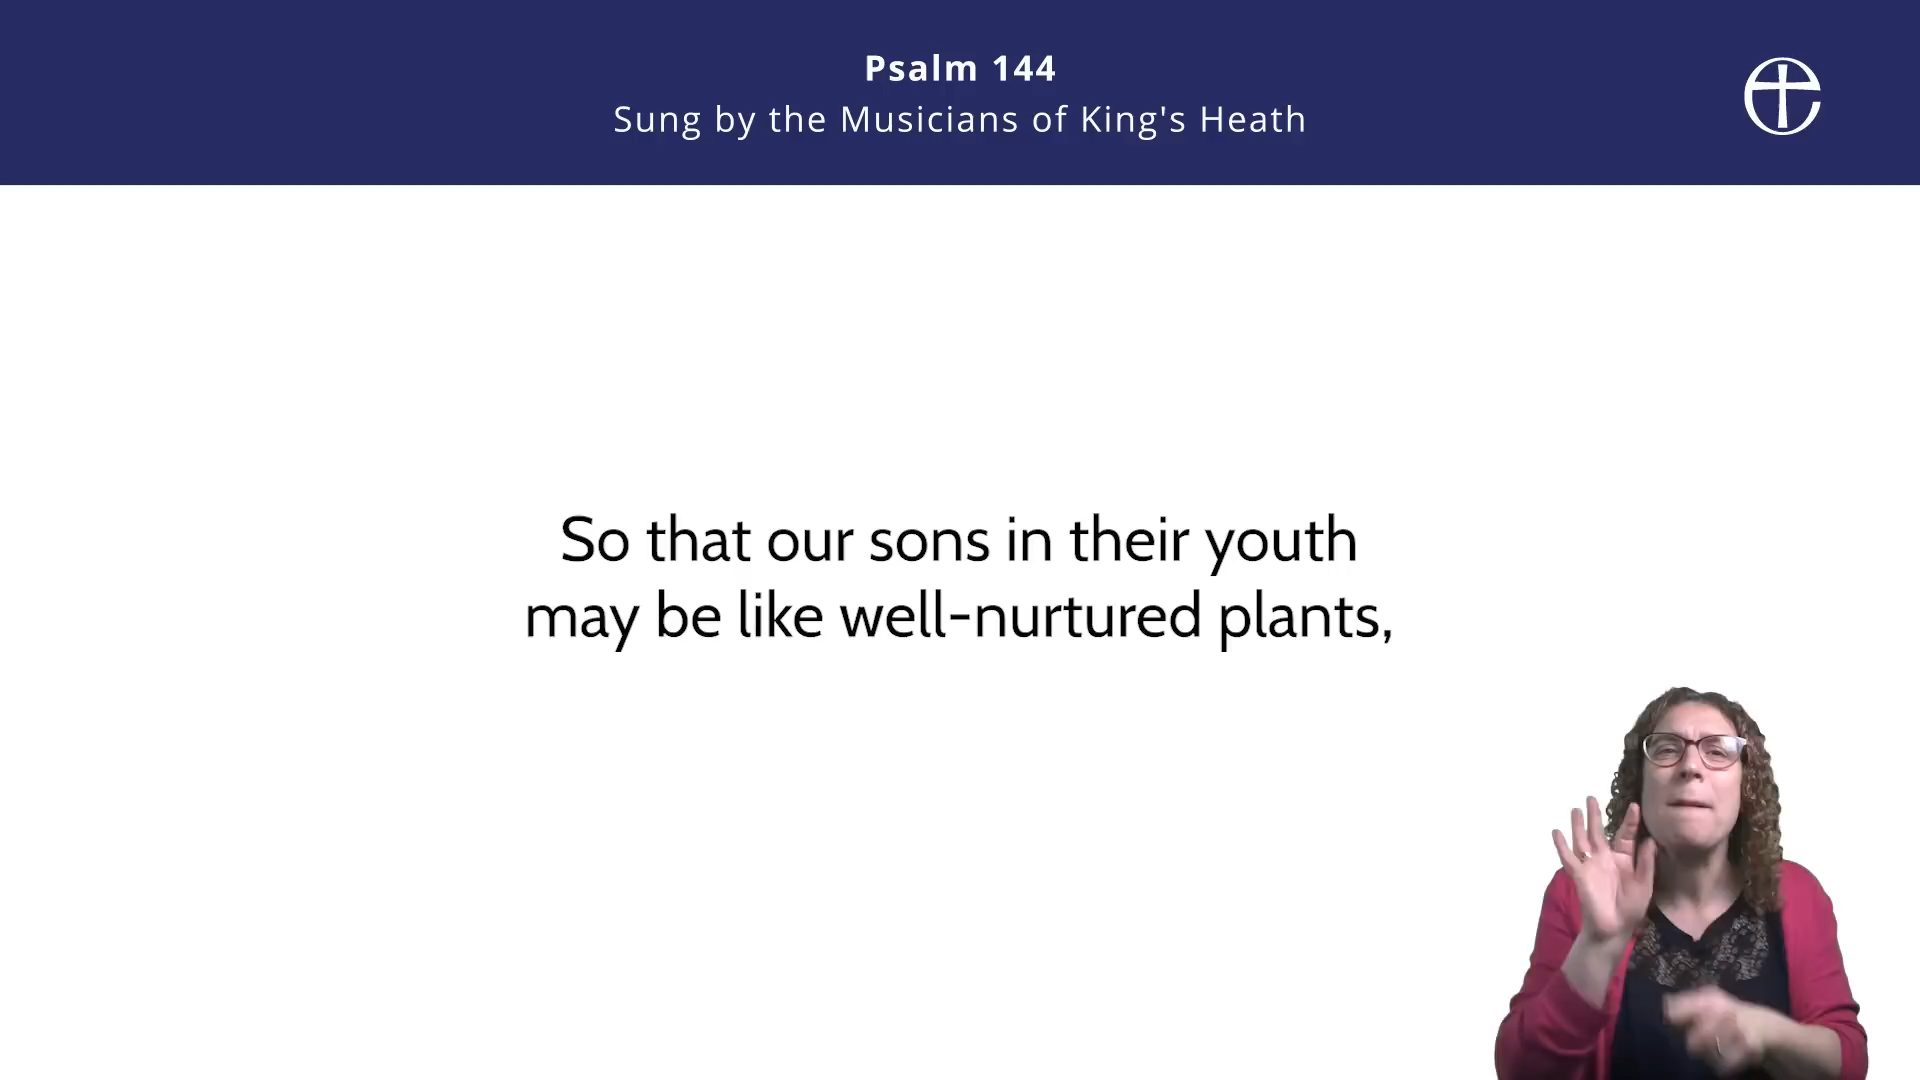 Psalm 144
Sung by the Musicians of King's Heath
So that our sons in their youth
may be like well-nurtured plants,